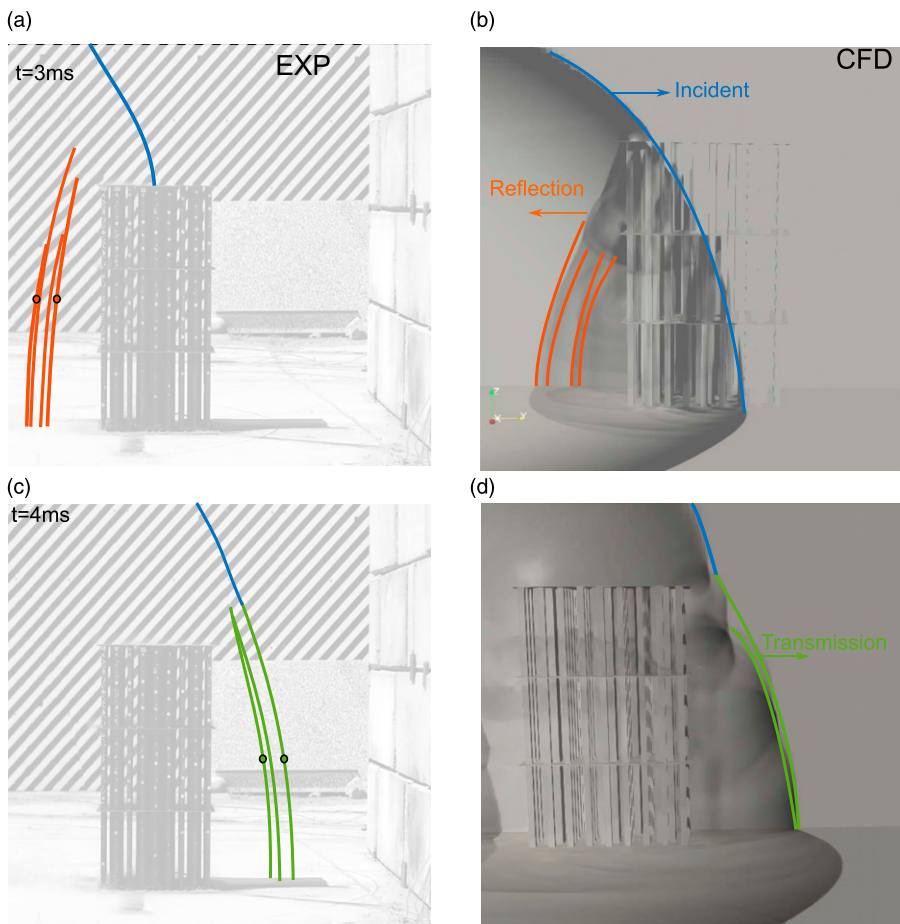 (a)
(b)
t=3ms
EXP
CFD
Incident
Reflection
Z
X
Y
(c)
(d)
t=4ms
Transmission